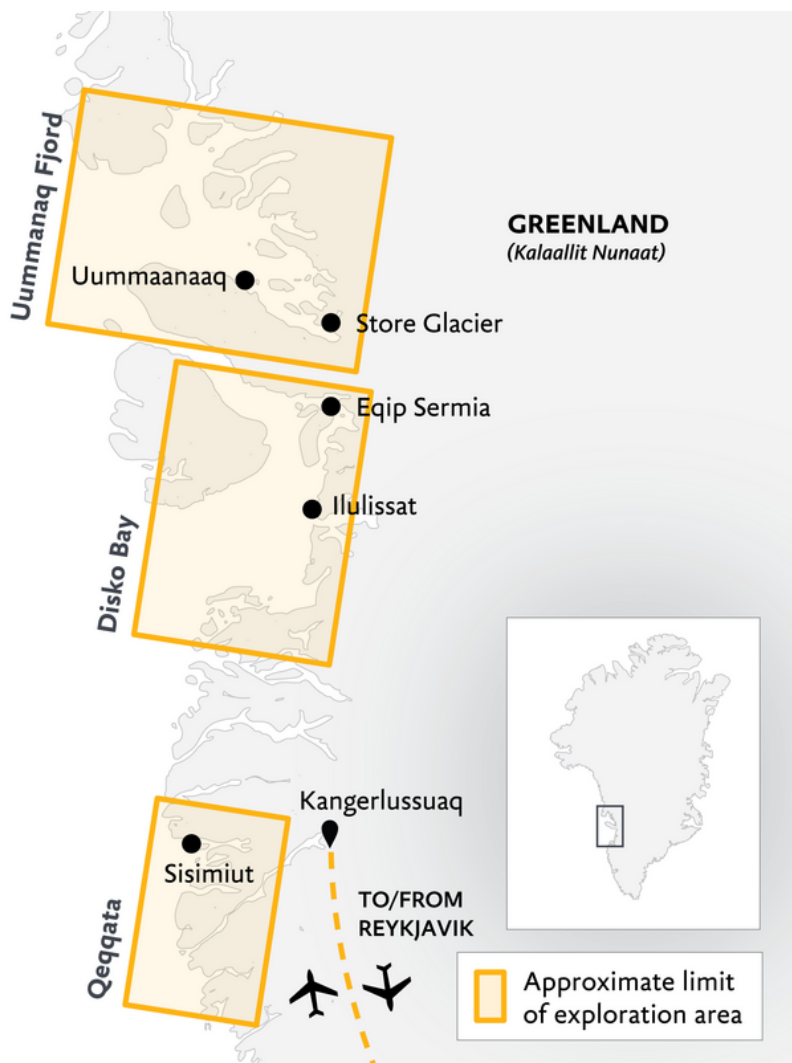 Uummanaq Fjord
GREENLAND
(Kalaallit Nunaat)
Uummaanaaq
Store Glacier
Eqip Sermia
Ilulissat
Disko Bay
Kangerlussuaq
Sisimiut
Qeqqata
TO/FROM
REYKJAVIK
Approximate limit
of exploration area